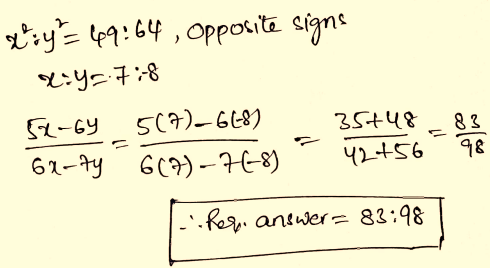 x²:y² = 49:64, opposite signs
x:y = 7:-8
5x-6y/6x-7y = 5(7)-6(-8)/6(7)-7(-8) = 35+48/42+56 = 83/98
∴ Req. answer = 83:98